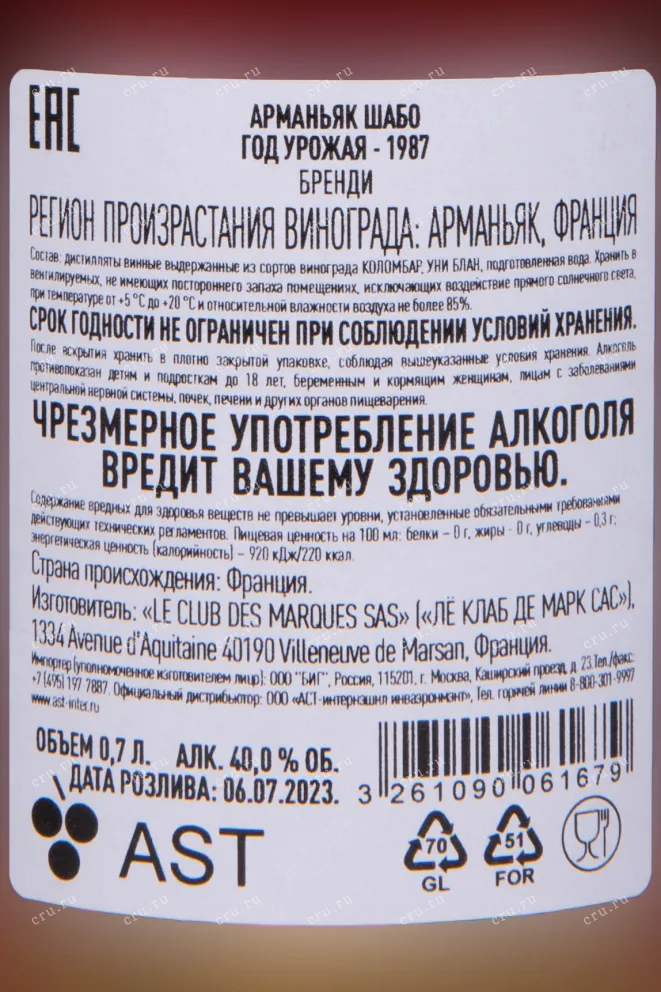 EAC
АРМАНЬЯК ШАБО
ГОД УРОЖАЯ - 1987
БРЕНДИ
РЕГИОН ПРОИЗРАСТАНИЯ ВИНОГРАДА: АРМАНЬЯК, ФРАНЦИЯ
Состав: дистилляты винные выдержанные из сортов винограда КОЛОМБАР, УНИ БЛАН, подготовленная вода. Хранить в
вентилируемых, не имеющих постороннего запаха помещениях, исключающих воздействие прямого солнечного света,
при температуре от +5 °С до +20 °С и относительной влажности воздуха не более 85%.
СРОК ГОДНОСТИ НЕ ОГРАНИЧЕН ПРИ СОБЛЮДЕНИИ УСЛОВИЙ ХРАНЕНИЯ.
После вскрытия хранить в плотно закрытой упаковке, соблюдая вышеуказанные условия хранения. Алкоголь
противопоказан детям и подросткам до 18 лет, беременным и кормящим женщинам, лицам с заболеваниями
центральной нервной системы, почек, печени и других органов пищеварения.
ЧРЕЗМЕРНОЕ УПОТРЕБЛЕНИЕ АЛКОГОЛЯ
ВРЕДИТ ВАШЕМУ ЗДОРОВЬЮ.
Содержание вредных для здоровья веществ не превышает уровни, установленные обязательными требованиями
действующих технических регламентов. Пищевая ценность на 100 мл: белки – 0 г, жиры - 0 г, углеводы – 0,3 г;
энергетическая ценность (калорийность) – 920 кДж/220 ккал.
Страна происхождения: Франция.
Изготовитель: «LE CLUB DES MARQUES SAS» («ЛЁ КЛАБ ДЕ МАРК САС»),
1334 Avenue d'Aquitaine 40190 Villeneuve de Marsan, Франция.
Импортер (уполномоченное изготовителем лицо): ООО "БИГ", Россия, 115201, г. Москва, Каширский проезд, д. 23 Тел./факс:
+7 (495) 197 7887. Официальный дистрибьютор: ООО «АСТ-интернэшнл инваэронмэнт», Тел. горячей линии 8-800-301-9997
www.ast-inter.ru
ОБЪЕМ 0,7 Л. АЛК. 40,0 % ОБ.
ДАТА РОЗЛИВА: 06.07.2023.
3 261090 061679
AST
70
GL
51
FOR
cru.ru